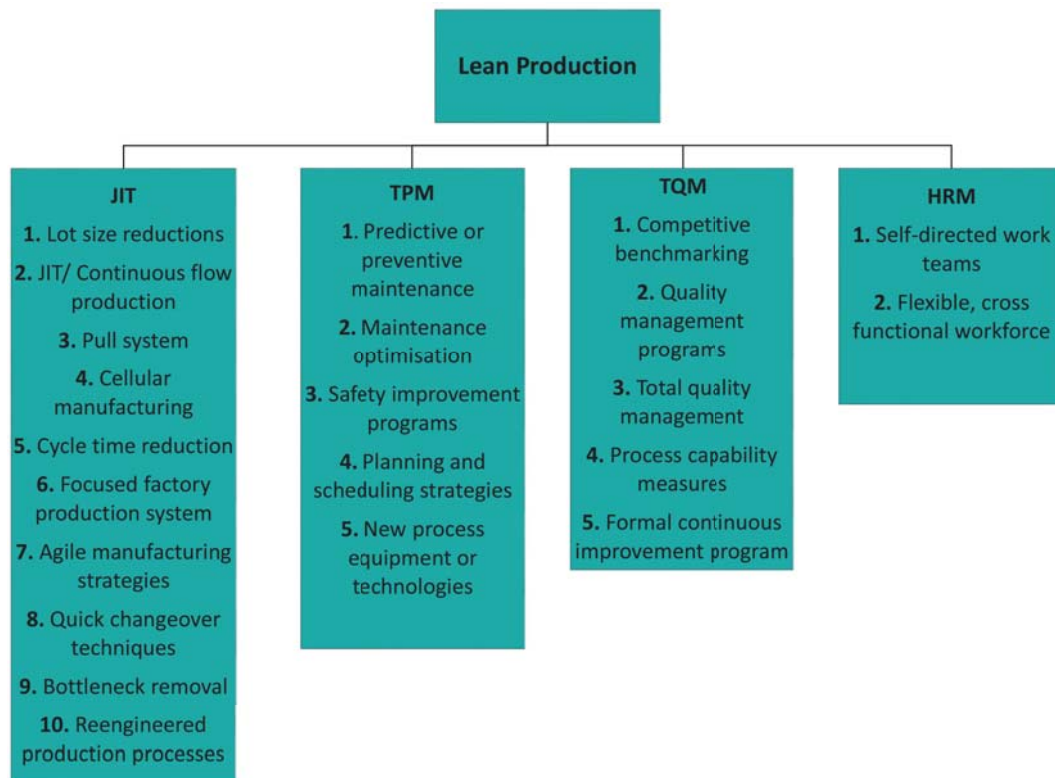 Lean Production
JIT
1. Lot size reductions
2. JIT/ Continuous flow
production
3. Pull system
4. Cellular
manufacturing
5. Cycle time reduction
6. Focused factory
production system
7. Agile manufacturing
strategies
8. Quick changeover
techniques
9. Bottleneck removal
10. Reengineered
production processes
TPM
1. Predictive or
preventive
maintenance
2. Maintenance
optimisation
3. Safety improvement
programs
4. Planning and
scheduling strategies
5. New process
equipment or
technologies
TQM
1. Competitive
benchmarking
2. Quality
management
programs
3. Total quality
management
4. Process capability
measures
5. Formal continuous
improvement program
HRM
1. Self-directed work
teams
2. Flexible, cross
functional workforce